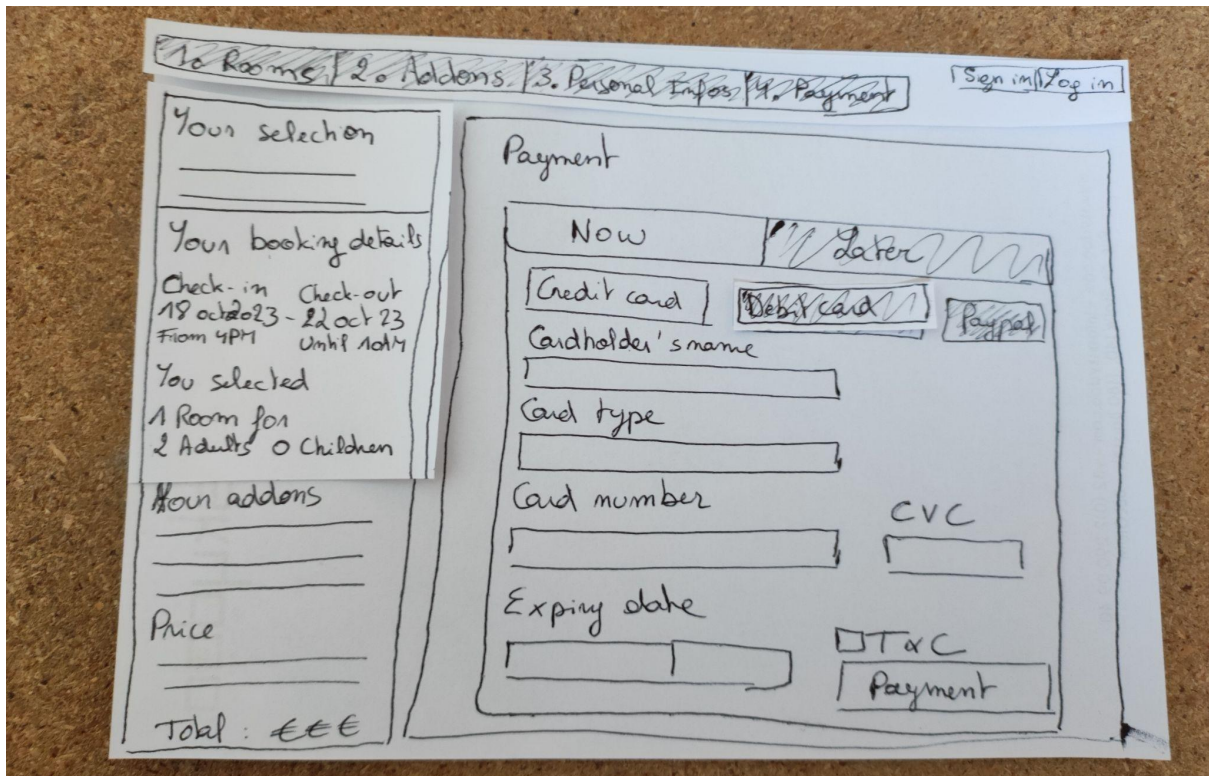 1. Rooms 2. Addons 3. Personal Infos 4. Payment
Sign in/Log in
Your selection
Your booking details
Check-in Check-out
18 oct 2023 - 22 oct 23
From 4PM Until 10AM
You selected
1 Room for
2 Adults 0 Children
Your addons
Price
Total : €€€
Payment
Now Later
Credit card Debit card Paypal
Cardholder's name
Card type
Card number
CVC
Expiry date
T&C
Payment